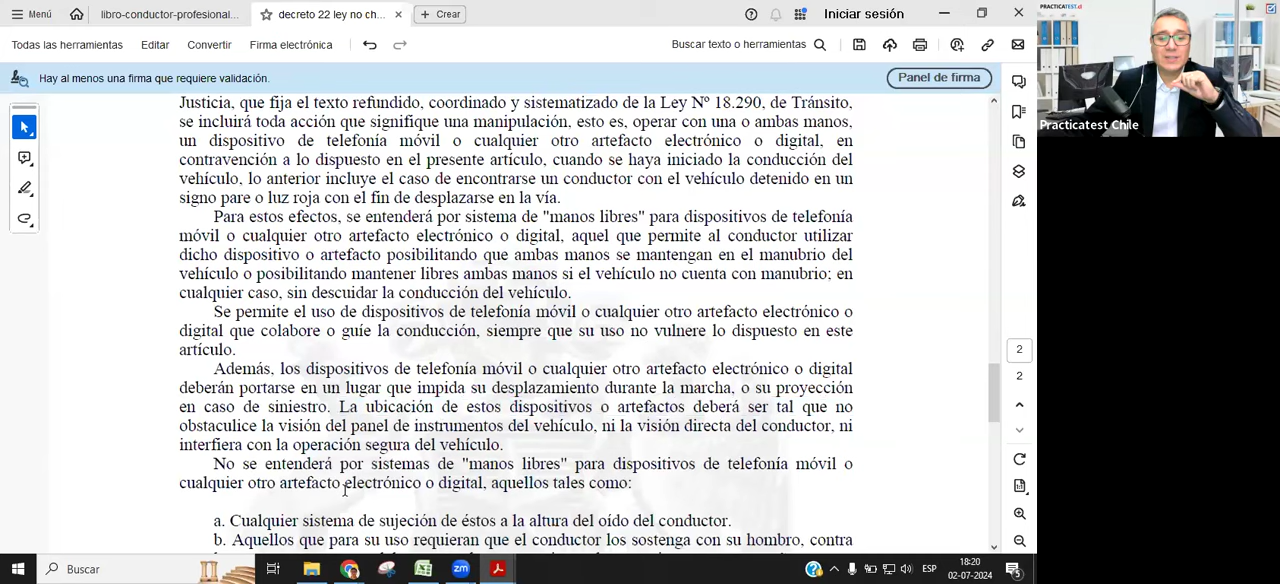 Menú
libro-conductor-profesional...
decreto 22 ley no ch...
Crear
Iniciar sesión
PRACTICATEST.cl
Todas las herramientas
Editar
Convertir
Firma electrónica
Buscar texto o herramientas
Hay al menos una firma que requiere validación.
Panel de firma
Practicatest Chile
Justicia, que fija el texto refundido, coordinado y sistematizado de la Ley Nº 18.290, de Tránsito,
se incluirá toda acción que signifique una manipulación, esto es, operar con una o ambas manos,
un dispositivo de telefonía móvil o cualquier otro artefacto electrónico o digital, en
contravención a lo dispuesto en el presente artículo, cuando se haya iniciado la conducción del
vehículo, lo anterior incluye el caso de encontrarse un conductor con el vehículo detenido en un
signo pare o luz roja con el fin de desplazarse en la vía.
Para estos efectos, se entenderá por sistema de "manos libres" para dispositivos de telefonía
móvil o cualquier otro artefacto electrónico o digital, aquel que permite al conductor utilizar
dicho dispositivo o artefacto posibilitando que ambas manos se mantengan en el manubrio del
vehículo o posibilitando mantener libres ambas manos si el vehículo no cuenta con manubrio; en
cualquier caso, sin descuidar la conducción del vehículo.
Se permite el uso de dispositivos de telefonía móvil o cualquier otro artefacto electrónico o
digital que colabore o guíe la conducción, siempre que su uso no vulnere lo dispuesto en este
artículo.
Además, los dispositivos de telefonía móvil o cualquier otro artefacto electrónico o digital
deberán portarse en un lugar que impida su desplazamiento durante la marcha, o su proyección
en caso de siniestro. La ubicación de estos dispositivos o artefactos deberá ser tal que no
obstaculice la visión del panel de instrumentos del vehículo, ni la visión directa del conductor, ni
interfiera con la operación segura del vehículo.
No se entenderá por sistemas de "manos libres" para dispositivos de telefonía móvil o
cualquier otro artefacto electrónico o digital, aquellos tales como:
a. Cualquier sistema de sujeción de éstos a la altura del oído del conductor.
b. Aquellos que para su uso requieran que el conductor los sostenga con su hombro, contra
2
2
Buscar
zm
ESP
18:20
02-07-2024
5